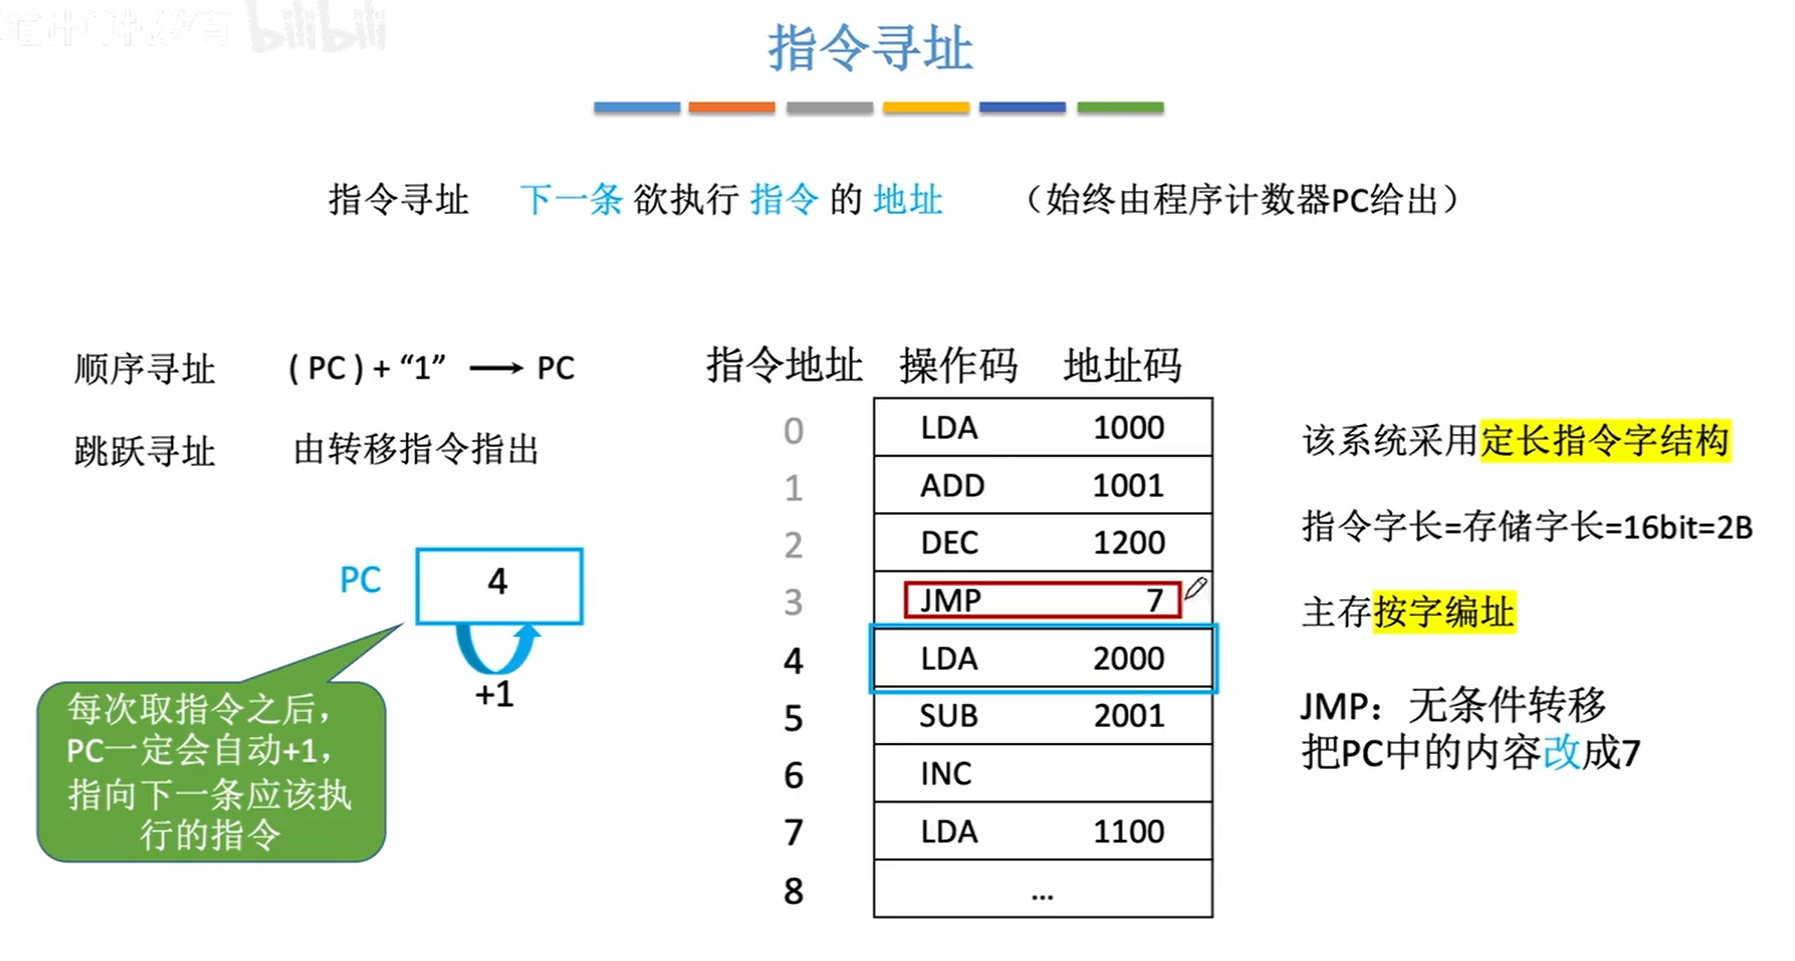 道计算机教育 bilibili
指令寻址
指令寻址 下一条 欲执行 指令 的 地址 （始终由程序计数器PC给出）
顺序寻址 ( PC ) + “1” → PC
跳跃寻址 由转移指令指出
PC 4
+1
每次取指令之后，
PC一定会自动+1，
指向下一条应该执
行的指令
指令地址 操作码 地址码
0 LDA 1000
1 ADD 1001
2 DEC 1200
3 JMP 7
4 LDA 2000
5 SUB 2001
6 INC
7 LDA 1100
8 ...
该系统采用定长指令字结构
指令字长=存储字长=16bit=2B
主存按字编址
JMP：无条件转移
把PC中的内容改成7